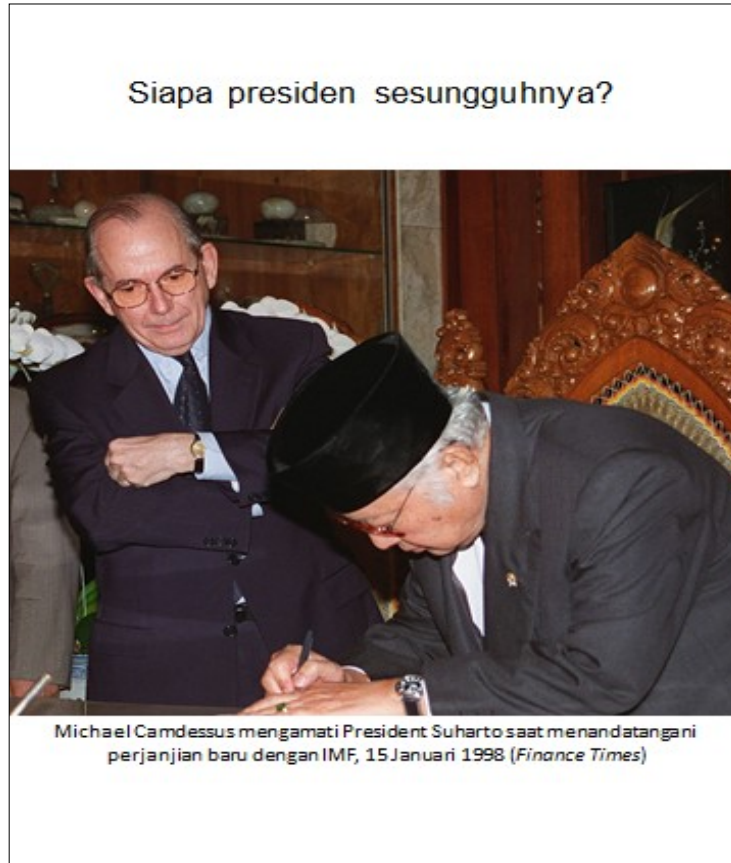 Siapa presiden sesungguhnya?
Michael Camdessus mengamati President Suharto saat menandatangani
perjanjian baru dengan IMF, 15 Januari 1998 (Finance Times)